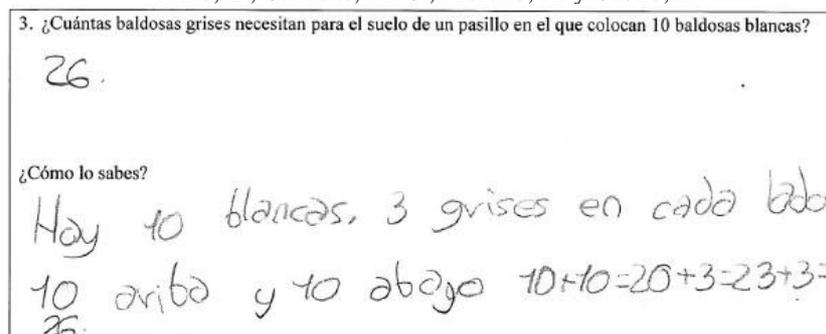 3. ¿Cuántas baldosas grises necesitan para el suelo de un pasillo en el que colocan 10 baldosas blancas?
26.
¿Cómo lo sabes?
Hay 10 blancas, 3 grises en cada lado
10 ariba y 10 abajo 10+10=20+3=23+3=
26.